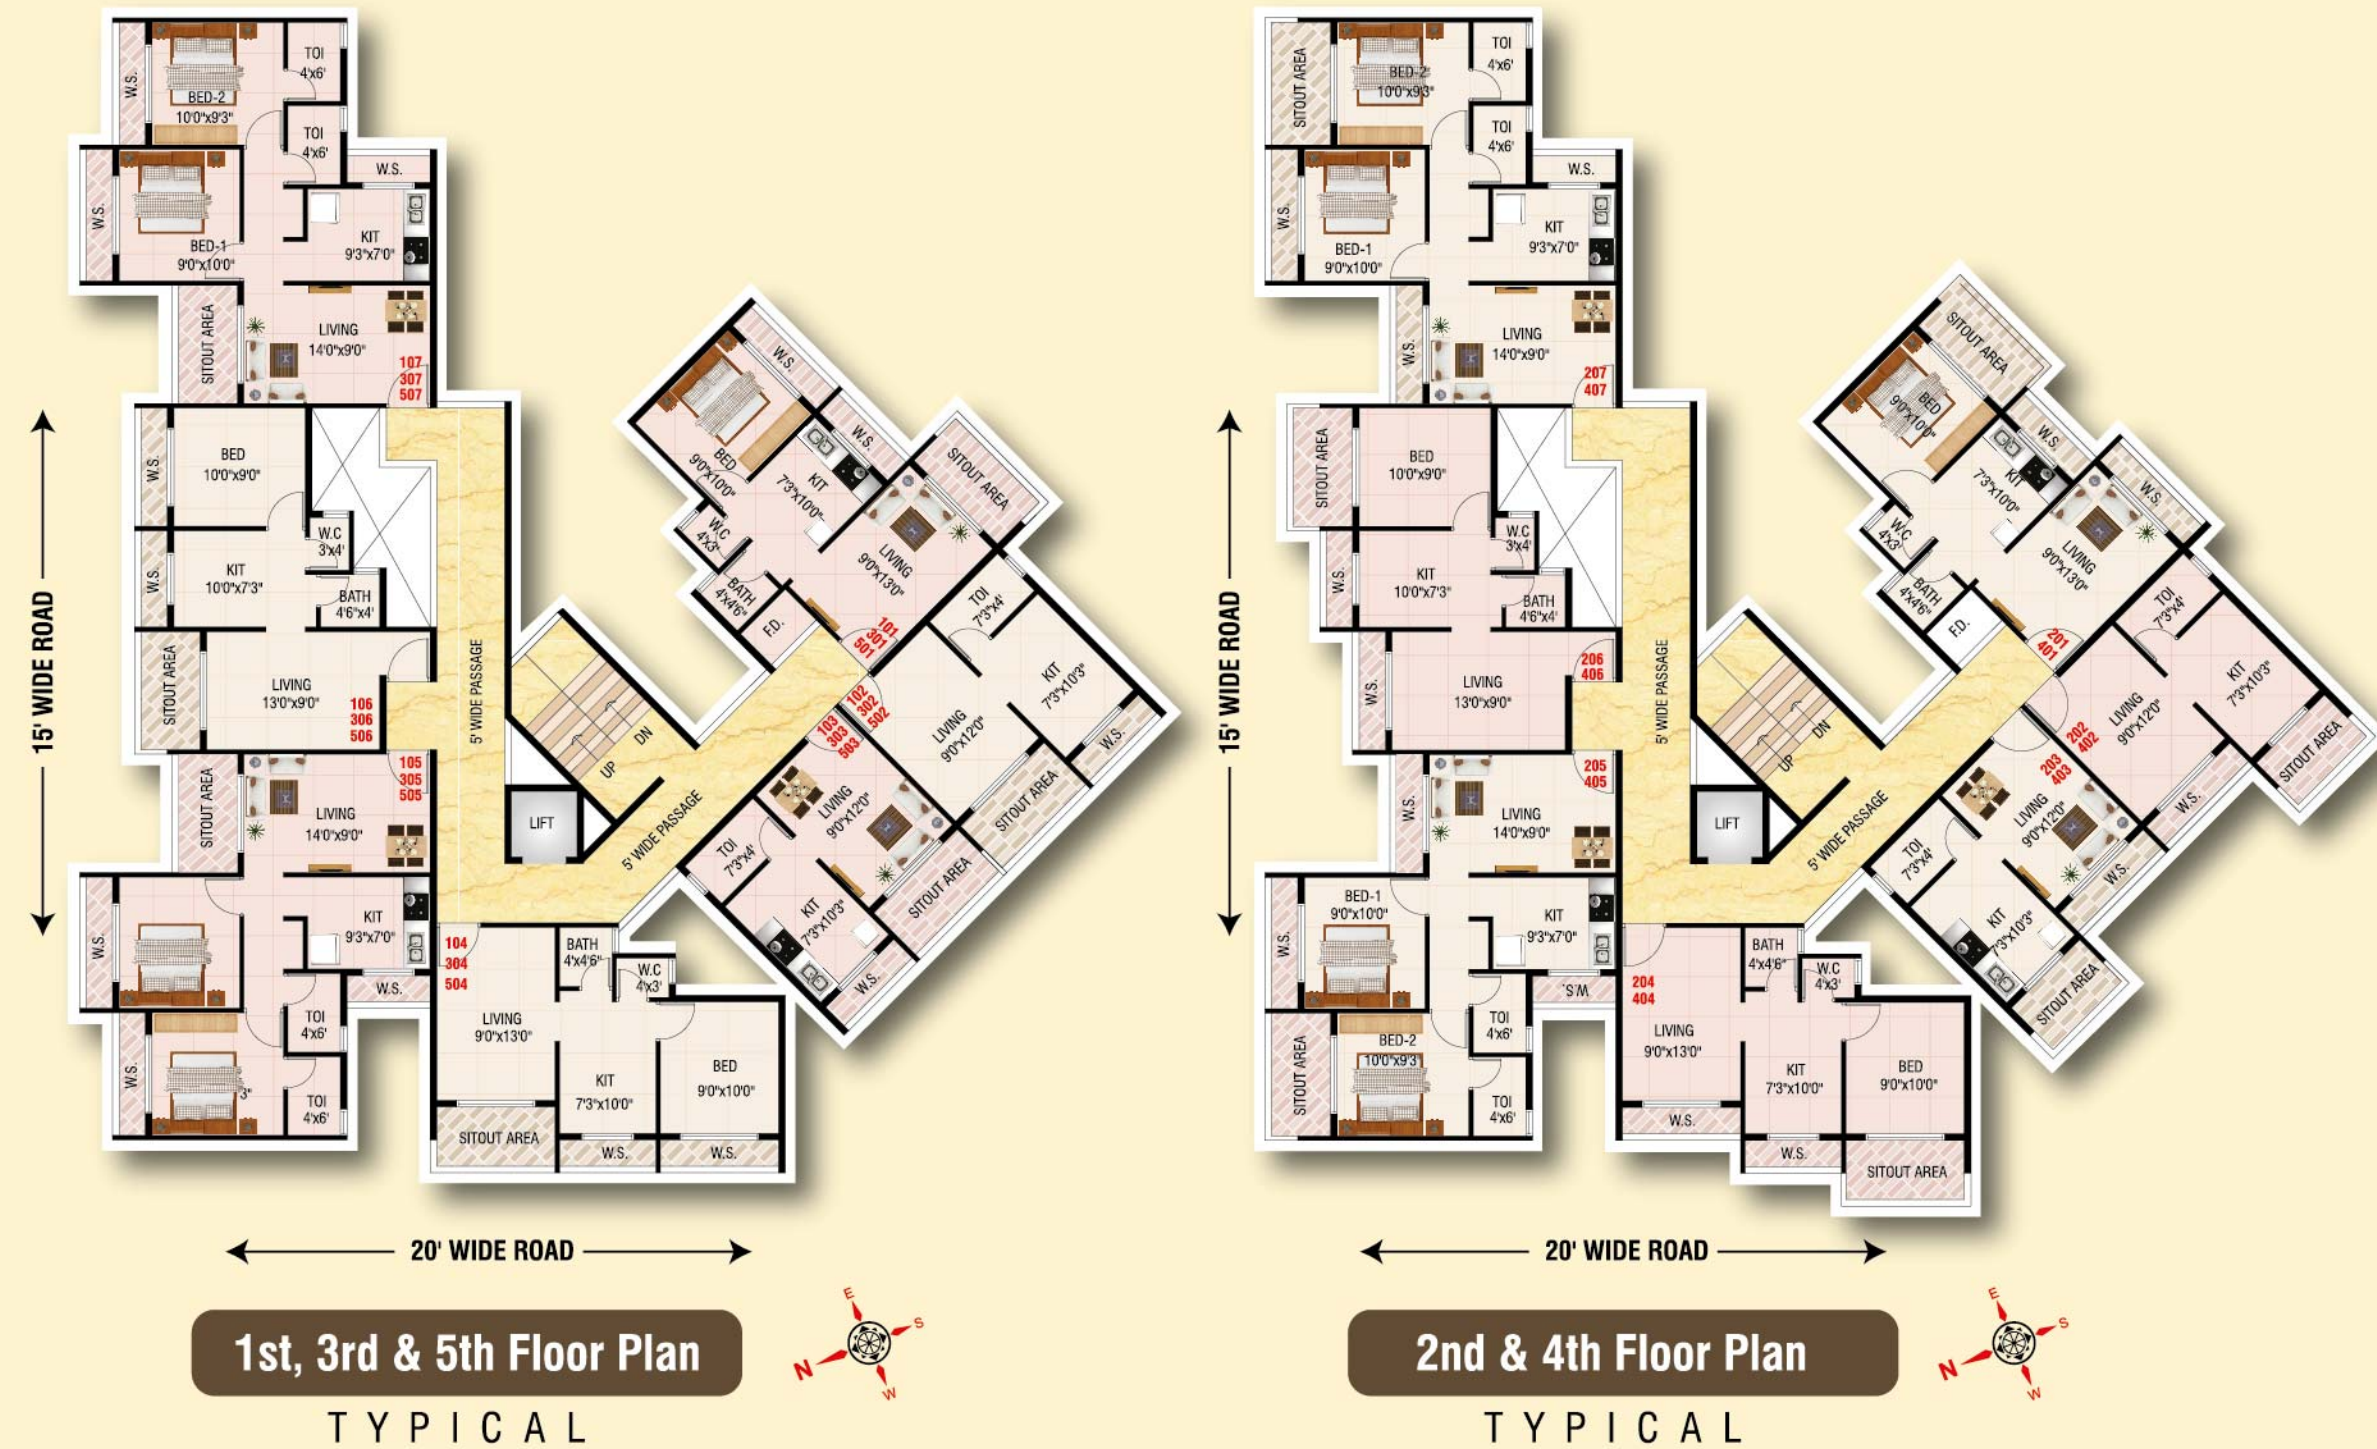 W.S.
BED-2
10'0"x9'3"
TOI
4'x6'
TOI
4'x6'
W.S.
W.S.
BED-1
9'0"x10'0"
KIT
9'3"x7'0"
SITOUT AREA
LIVING
14'0"x9'0"
107
307
507
W.S.
BED
10'0"x9'0"
W.C
3'x4'
W.S.
KIT
10'0"x7'3"
BATH
4'6"x4'
SITOUT AREA
LIVING
13'0"x9'0"
106
306
506
105
305
505
SITOUT AREA
LIVING
14'0"x9'0"
W.S.
KIT
9'3"x7'0"
W.S.
W.S.
3"
TOI
4'x6'
TOI
4'x6'
15' WIDE ROAD
5' WIDE PASSAGE
DN
UP
LIFT
5' WIDE PASSAGE
W.S.
BED
9'0"x10'0"
W.S.
KIT
7'3"x10'0"
SITOUT AREA
W.C
4'x3'
BATH
4'x4'6"
F.D.
LIVING
9'0"x13'0"
101
301
501
TOI
7'3"x4'
KIT
7'3"x10'3"
W.S.
102
302
502
LIVING
9'0"x12'0"
SITOUT AREA
103
303
503
LIVING
9'0"x12'0"
TOI
7'3"x4'
KIT
7'3"x10'3"
SITOUT AREA
W.S.
104
304
504
BATH
4'x4'6"
W.C
4'x3'
LIVING
9'0"x13'0"
KIT
7'3"x10'0"
BED
9'0"x10'0"
SITOUT AREA
W.S.
W.S.
20' WIDE ROAD
1st, 3rd & 5th Floor Plan
TYPICAL
E
S
N
W
SITOUT AREA
BED-2
10'0"x9'3"
TOI
4'x6'
TOI
4'x6'
W.S.
W.S.
BED-1
9'0"x10'0"
KIT
9'3"x7'0"
W.S.
LIVING
14'0"x9'0"
207
407
SITOUT AREA
BED
10'0"x9'0"
W.C
3'x4'
W.S.
KIT
10'0"x7'3"
BATH
4'6"x4'
W.S.
LIVING
13'0"x9'0"
206
406
205
405
W.S.
LIVING
14'0"x9'0"
W.S.
BED-1
9'0"x10'0"
KIT
9'3"x7'0"
W.S.
SITOUT AREA
BED-2
10'0"x9'3
TOI
4'x6'
TOI
4'x6'
15' WIDE ROAD
5' WIDE PASSAGE
DN
UP
LIFT
5' WIDE PASSAGE
SITOUT AREA
BED
9'0"x10'0"
W.S.
KIT
7'3"x10'0"
W.S.
W.C
4'x3'
BATH
4'x4'6"
F.D.
LIVING
9'0"x13'0"
201
401
TOI
7'3"x4'
KIT
7'3"x10'3"
SITOUT AREA
202
402
LIVING
9'0"x12'0"
W.S.
203
403
LIVING
9'0"x12'0"
TOI
7'3"x4'
KIT
7'3"x10'3"
W.S.
SITOUT AREA
204
404
BATH
4'x4'6"
W.C
4'x3'
LIVING
9'0"x13'0"
KIT
7'3"x10'0"
BED
9'0"x10'0"
W.S.
W.S.
SITOUT AREA
20' WIDE ROAD
2nd & 4th Floor Plan
TYPICAL
E
S
N
W